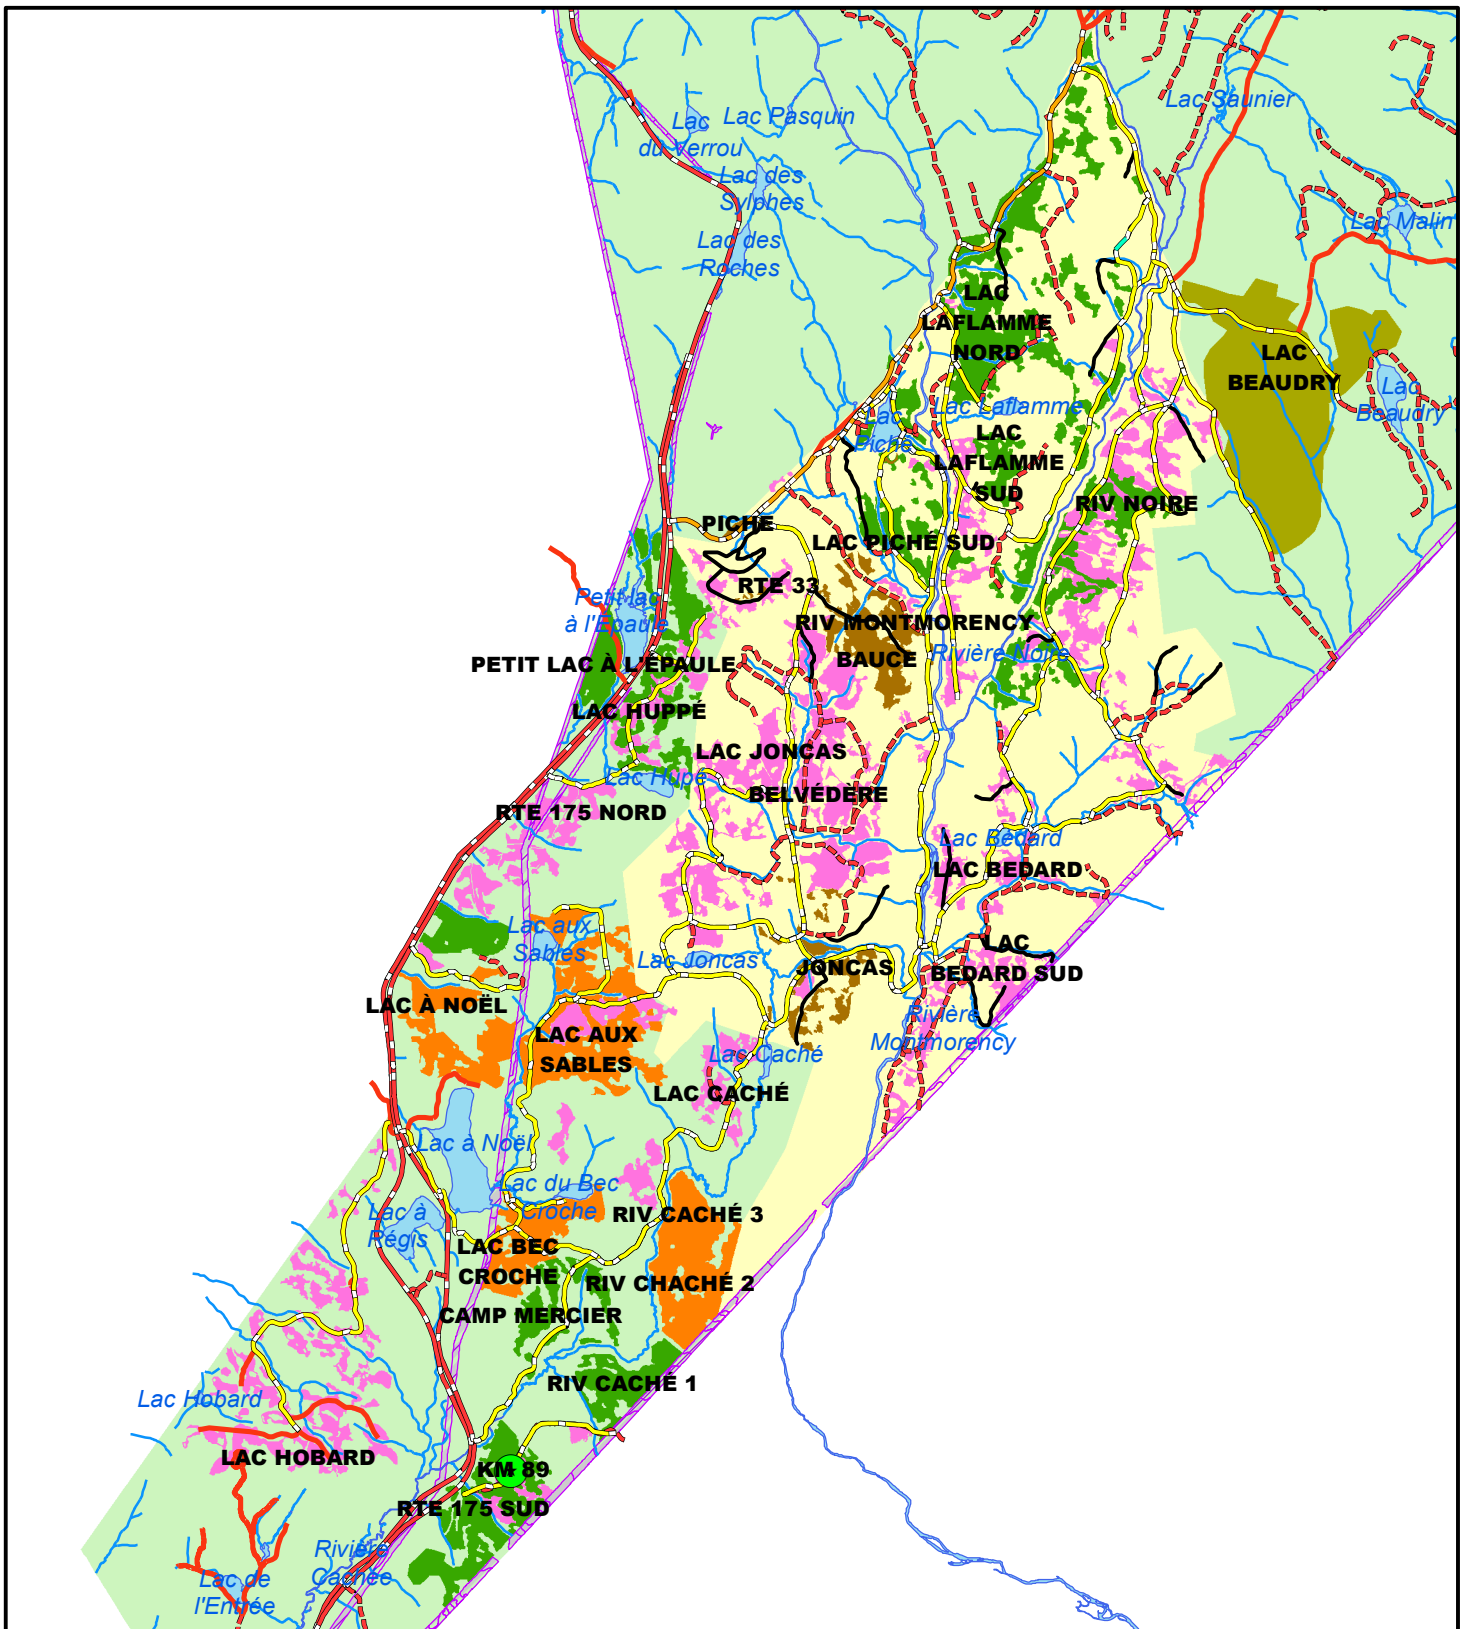 Lac Saunier
Lac
du Verrou
Lac Pasquin
Lac des
Sylphes
Lac Malin
Lac des
Roches
LAC
LAFLAMME
NORD
LAC
BEAUDRY
Lac
Beaudry
Lac Laflamme
Lac
Piché
LAC
LAFLAMME
SUD
RIV NOIRE
PICHE
LAC PICHÉ SUD
RTE 33
Petit lac
à l'Épaule
RIV MONTMORENCY
BAUCE
Rivière Noire
PETIT LAC À L'ÉPAULE
LAC HUPPÉ
LAC JONCAS
Lac Hupé
BELVÉDÈRE
RTE 175 NORD
Lac Bédard
LAC BEDARD
Lac aux
Sables
Lac Joncas
JONCAS
LAC
BEDARD SUD
LAC À NOËL
Rivière
Montmorency
LAC AUX
SABLES
Lac Caché
LAC CACHÉ
Lac à Noël
Lac du Bec
Croche
Lac à
Régis
RIV CACHÉ 3
LAC BEC
CROCHE
RIV CHACHÉ 2
CAMP MERCIER
RIV CACHÉ 1
Lac Hobard
LAC HOBARD
KM 89
RTE 175 SUD
Rivière
Cachée
Lac de
l'Entrée